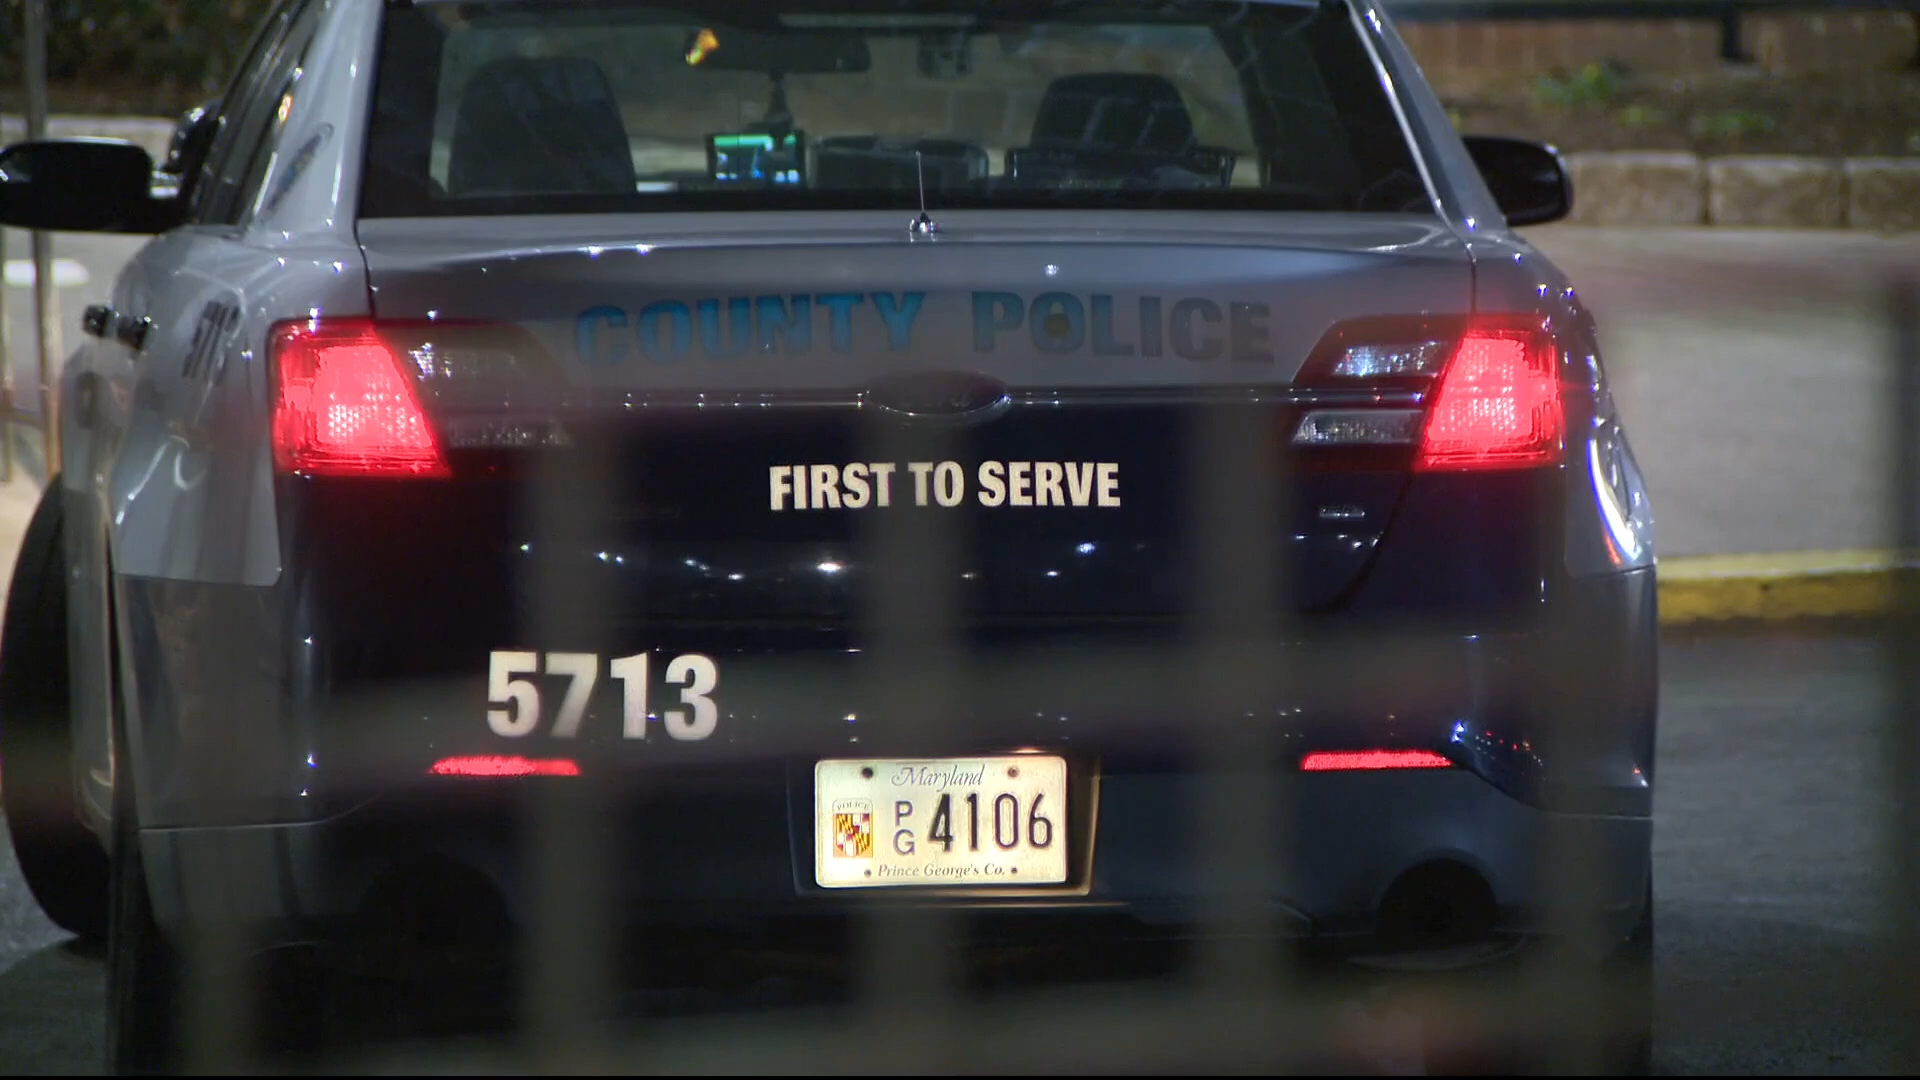 COUNTY POLICE
FIRST TO SERVE
5713
Maryland
POLICE
PG 4106
Prince George's Co.